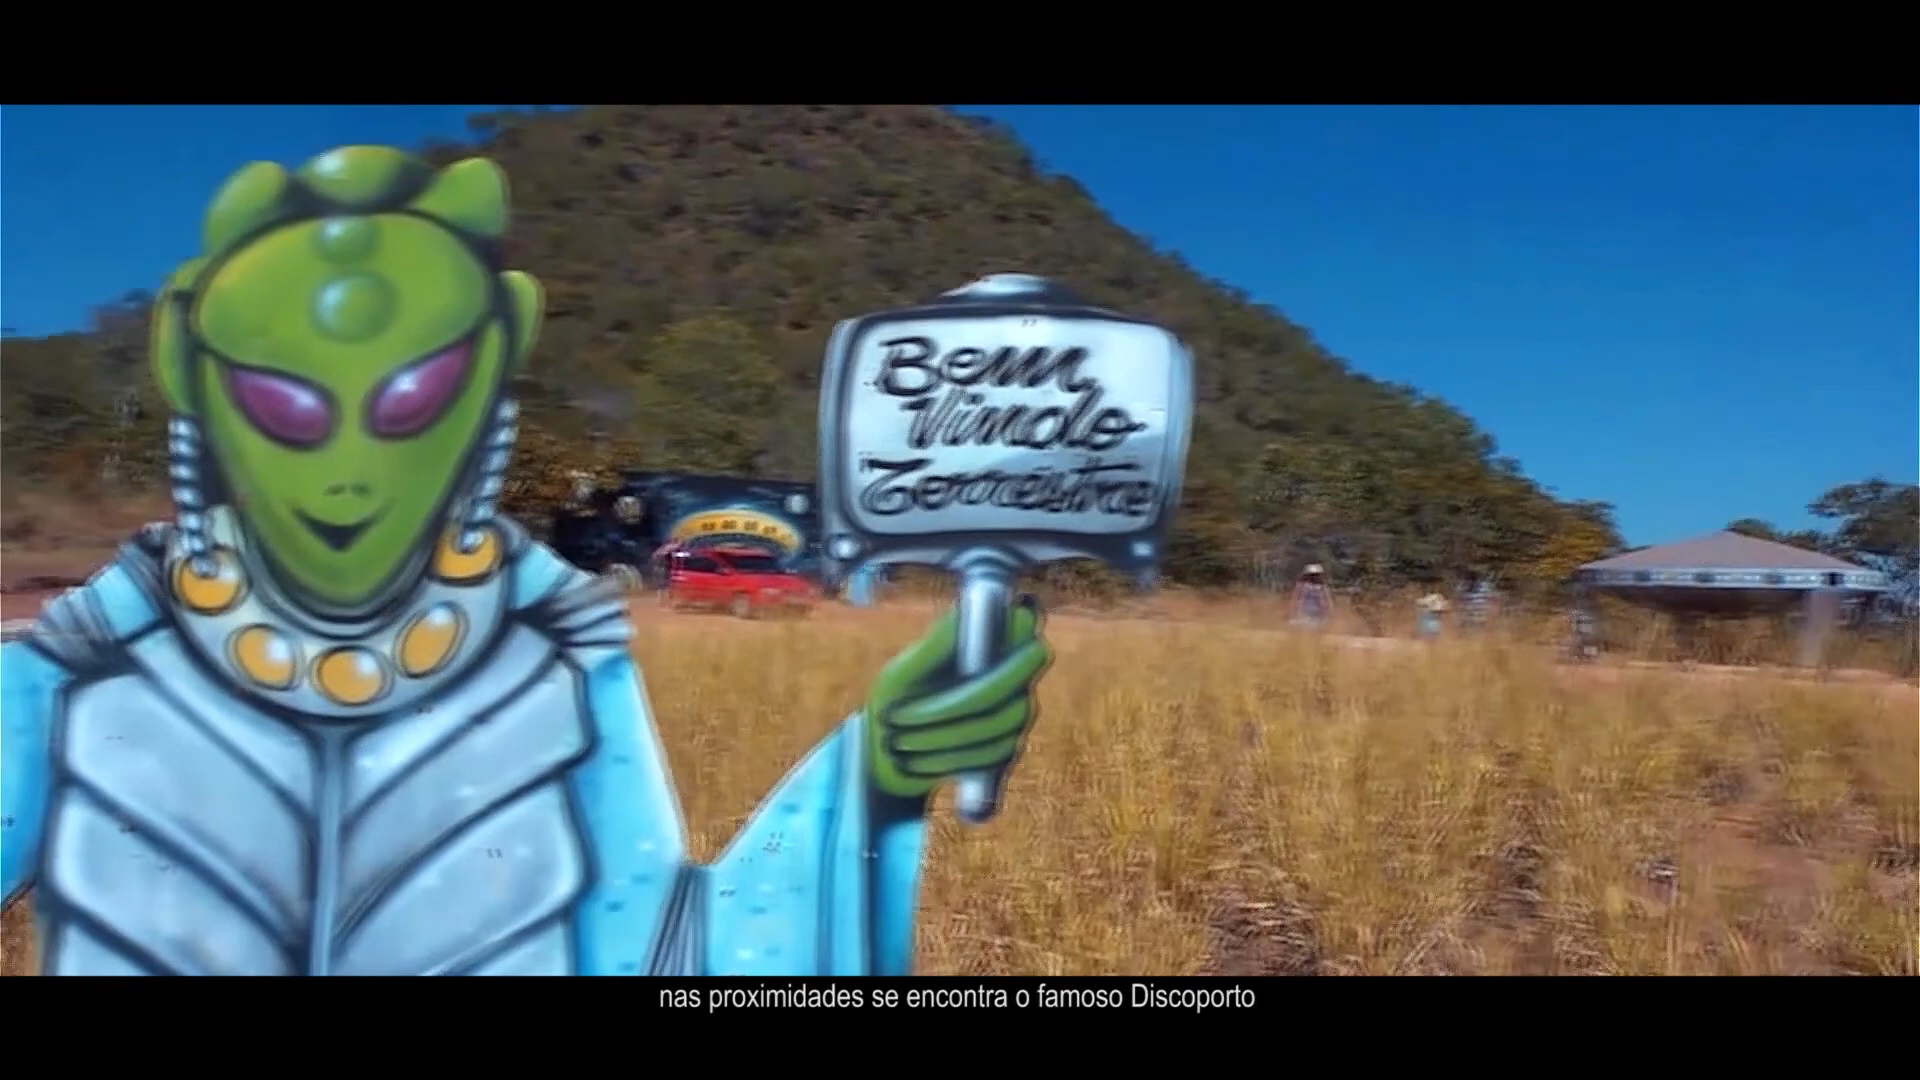 Bem
Vindo
Terrestre
nas proximidades se encontra o famoso Discoporto